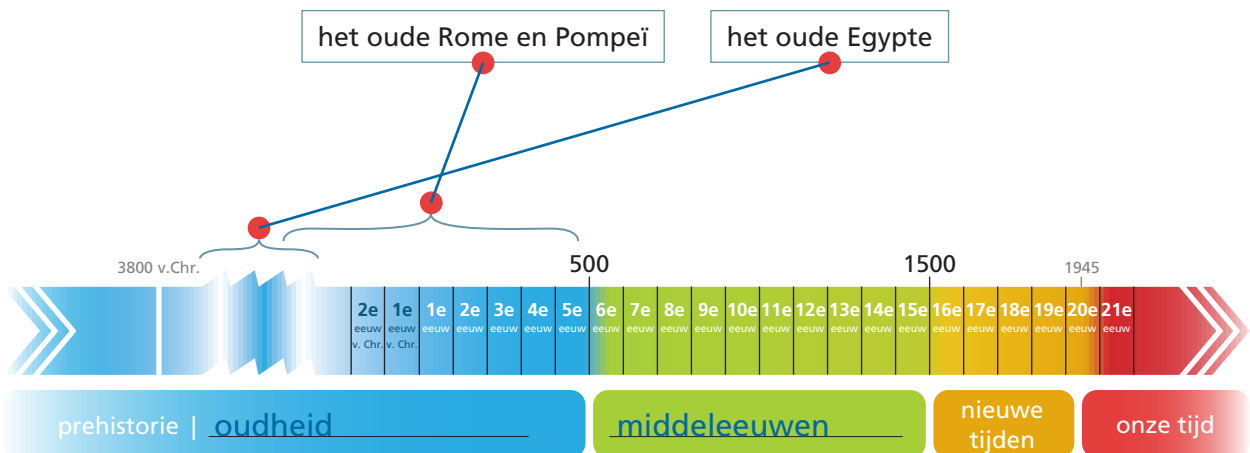 het oude Rome en Pompeï
het oude Egypte
3800 v.Chr.
500
1500
1945
2e eeuw v. Chr.
1e eeuw v. Chr.
1e eeuw
2e eeuw
3e eeuw
4e eeuw
5e eeuw
6e eeuw
7e eeuw
8e eeuw
9e eeuw
10e eeuw
11e eeuw
12e eeuw
13e eeuw
14e eeuw
15e eeuw
16e eeuw
17e eeuw
18e eeuw
19e eeuw
20e eeuw
21e eeuw
prehistorie | oudheid
middeleeuwen
nieuwe
tijden
onze tijd